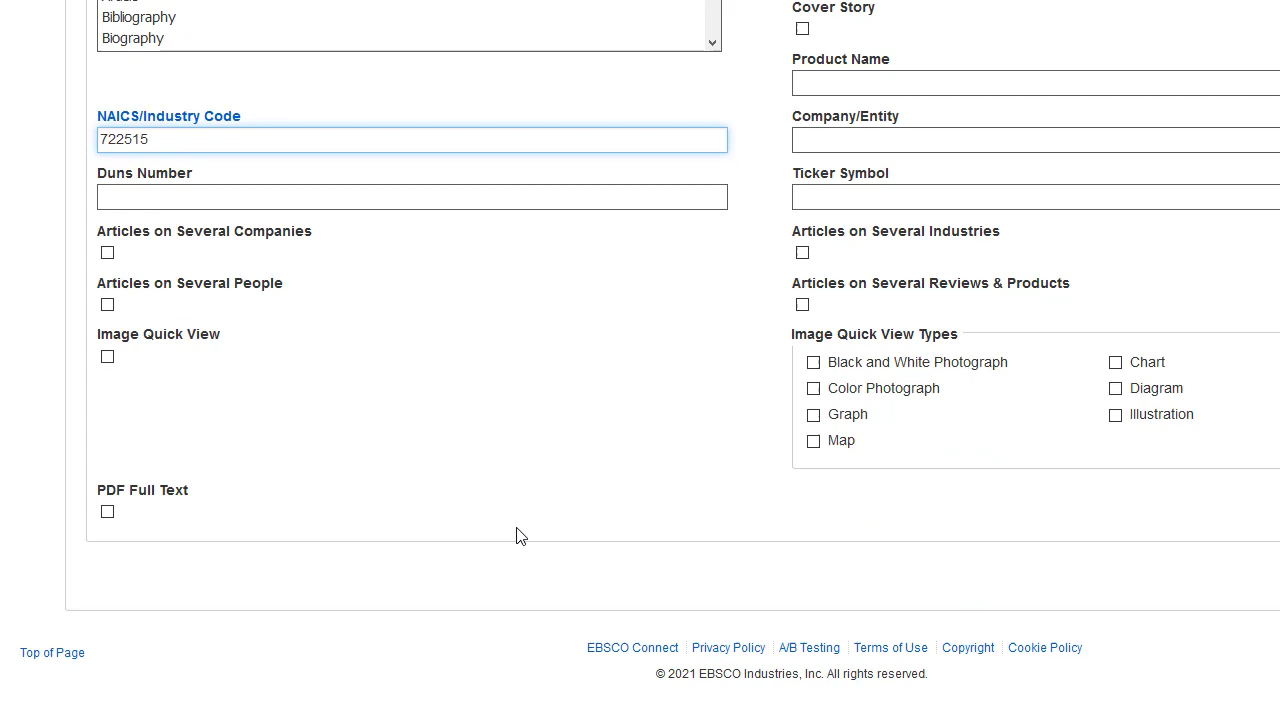 Bibliography
Biography
Cover Story
Product Name
NAICS/Industry Code
722515
Company/Entity
Duns Number
Ticker Symbol
Articles on Several Companies
Articles on Several Industries
Articles on Several People
Articles on Several Reviews & Products
Image Quick View
Image Quick View Types
Black and White Photograph
Chart
Color Photograph
Diagram
Graph
Illustration
Map
PDF Full Text
Top of Page
EBSCO Connect
Privacy Policy
A/B Testing
Terms of Use
Copyright
Cookie Policy
© 2021 EBSCO Industries, Inc. All rights reserved.